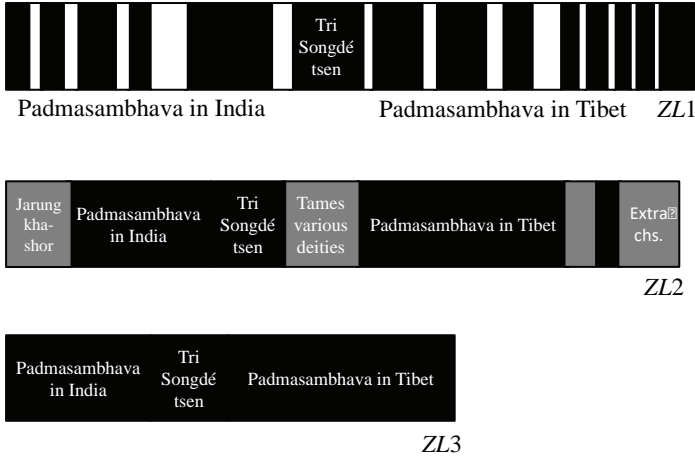 Tri
Songdé
tsen
Padmasambhava in India
Padmasambhava in Tibet
ZL1
Jarung
kha-
shor
Padmasambhava
in India
Tri
Songdé
tsen
Tames
various
deities
Padmasambhava in Tibet
Extra
chs.
ZL2
Padmasambhava
in India
Tri
Songdé
tsen
Padmasambhava in Tibet
ZL3